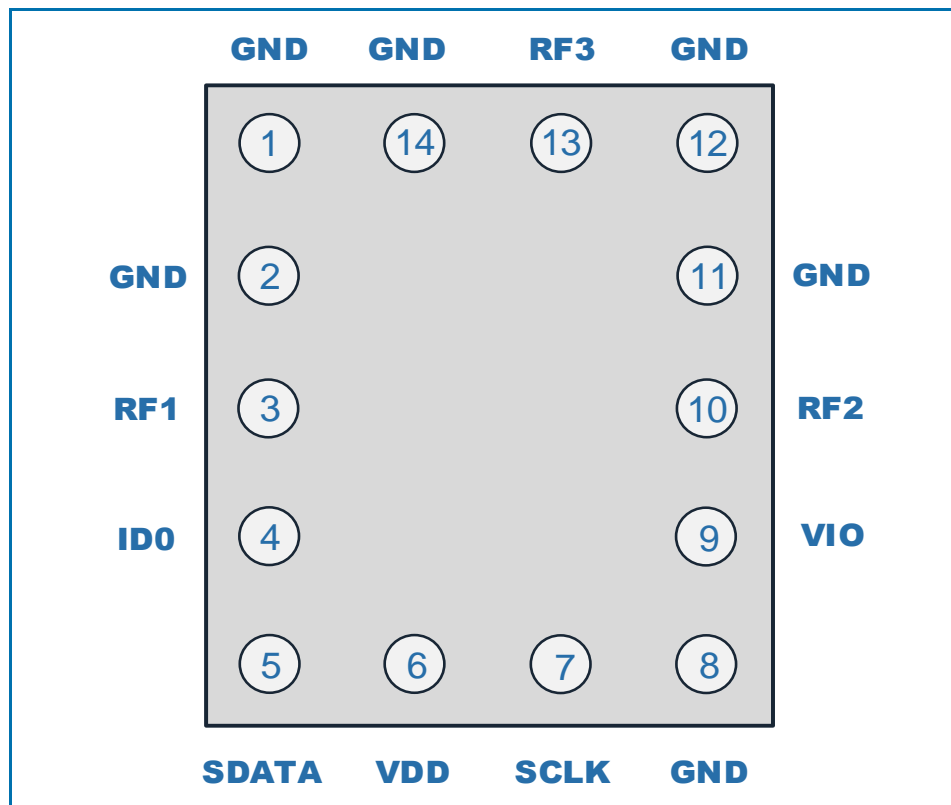 GND GND RF3 GND
1 14 13 12
GND 2 11 GND
RF1 3 10 RF2
ID0 4 9 VIO
5 6 7 8
SDATA VDD SCLK GND